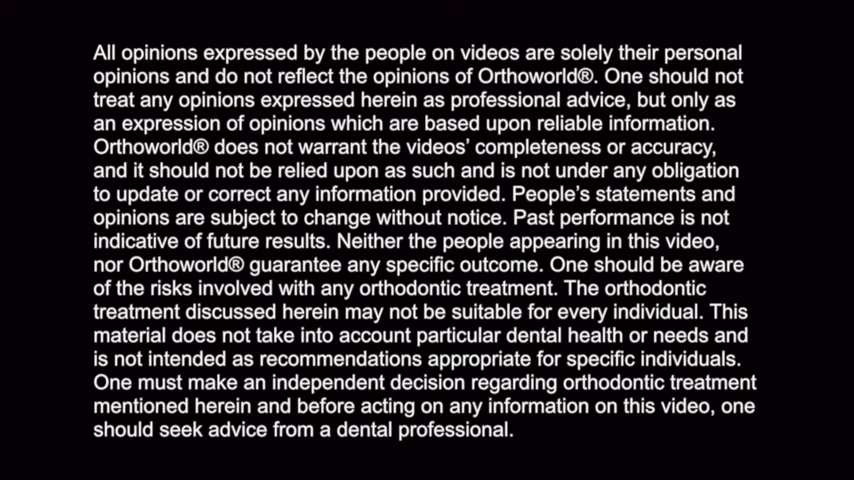 All opinions expressed by the people on videos are solely their personal
opinions and do not reflect the opinions of Orthoworld®. One should not
treat any opinions expressed herein as professional advice, but only as
an expression of opinions which are based upon reliable information.
Orthoworld® does not warrant the videos’ completeness or accuracy,
and it should not be relied upon as such and is not under any obligation
to update or correct any information provided. People’s statements and
opinions are subject to change without notice. Past performance is not
indicative of future results. Neither the people appearing in this video,
nor Orthoworld® guarantee any specific outcome. One should be aware
of the risks involved with any orthodontic treatment. The orthodontic
treatment discussed herein may not be suitable for every individual. This
material does not take into account particular dental health or needs and
is not intended as recommendations appropriate for specific individuals.
One must make an independent decision regarding orthodontic treatment
mentioned herein and before acting on any information on this video, one
should seek advice from a dental professional.